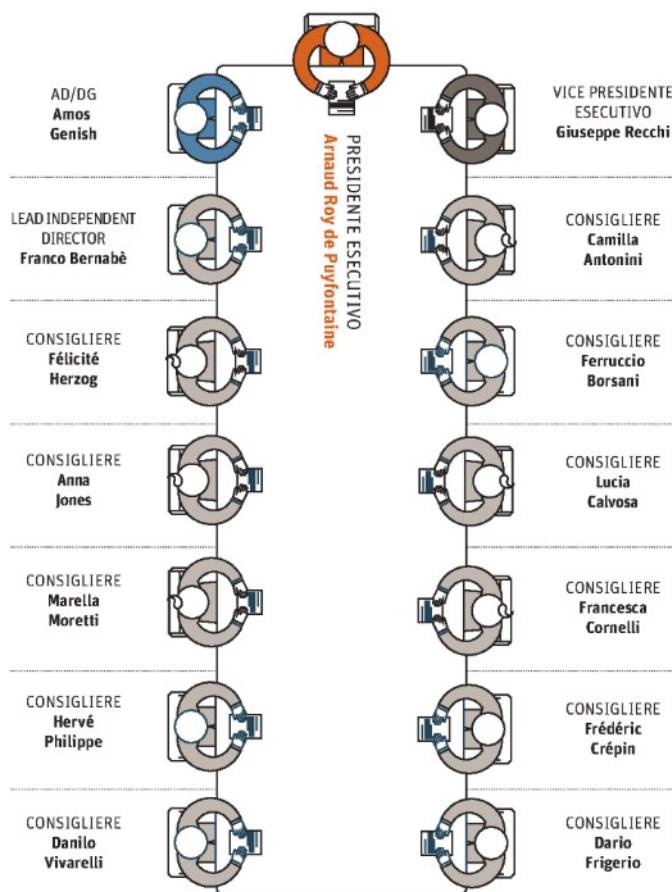 PRESIDENTE ESECUTIVO
Arnaud Roy de Puyfontaine
AD/DG
Amos
Genish
LEAD INDEPENDENT
DIRECTOR
Franco Bernabè
CONSIGLIERE
Félicité
Herzog
CONSIGLIERE
Anna
Jones
CONSIGLIERE
Marella
Moretti
CONSIGLIERE
Hervé
Philippe
CONSIGLIERE
Danilo
Vivarelli
VICE PRESIDENTE
ESECUTIVO
Giuseppe Recchi
CONSIGLIERE
Camilla
Antonini
CONSIGLIERE
Ferruccio
Borsani
CONSIGLIERE
Lucia
Calvosa
CONSIGLIERE
Francesca
Cornelli
CONSIGLIERE
Frédéric
Crépin
CONSIGLIERE
Dario
Frigerio